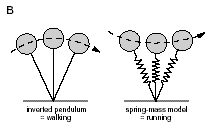 B
inverted pendulum
= walking
spring-mass model
= running